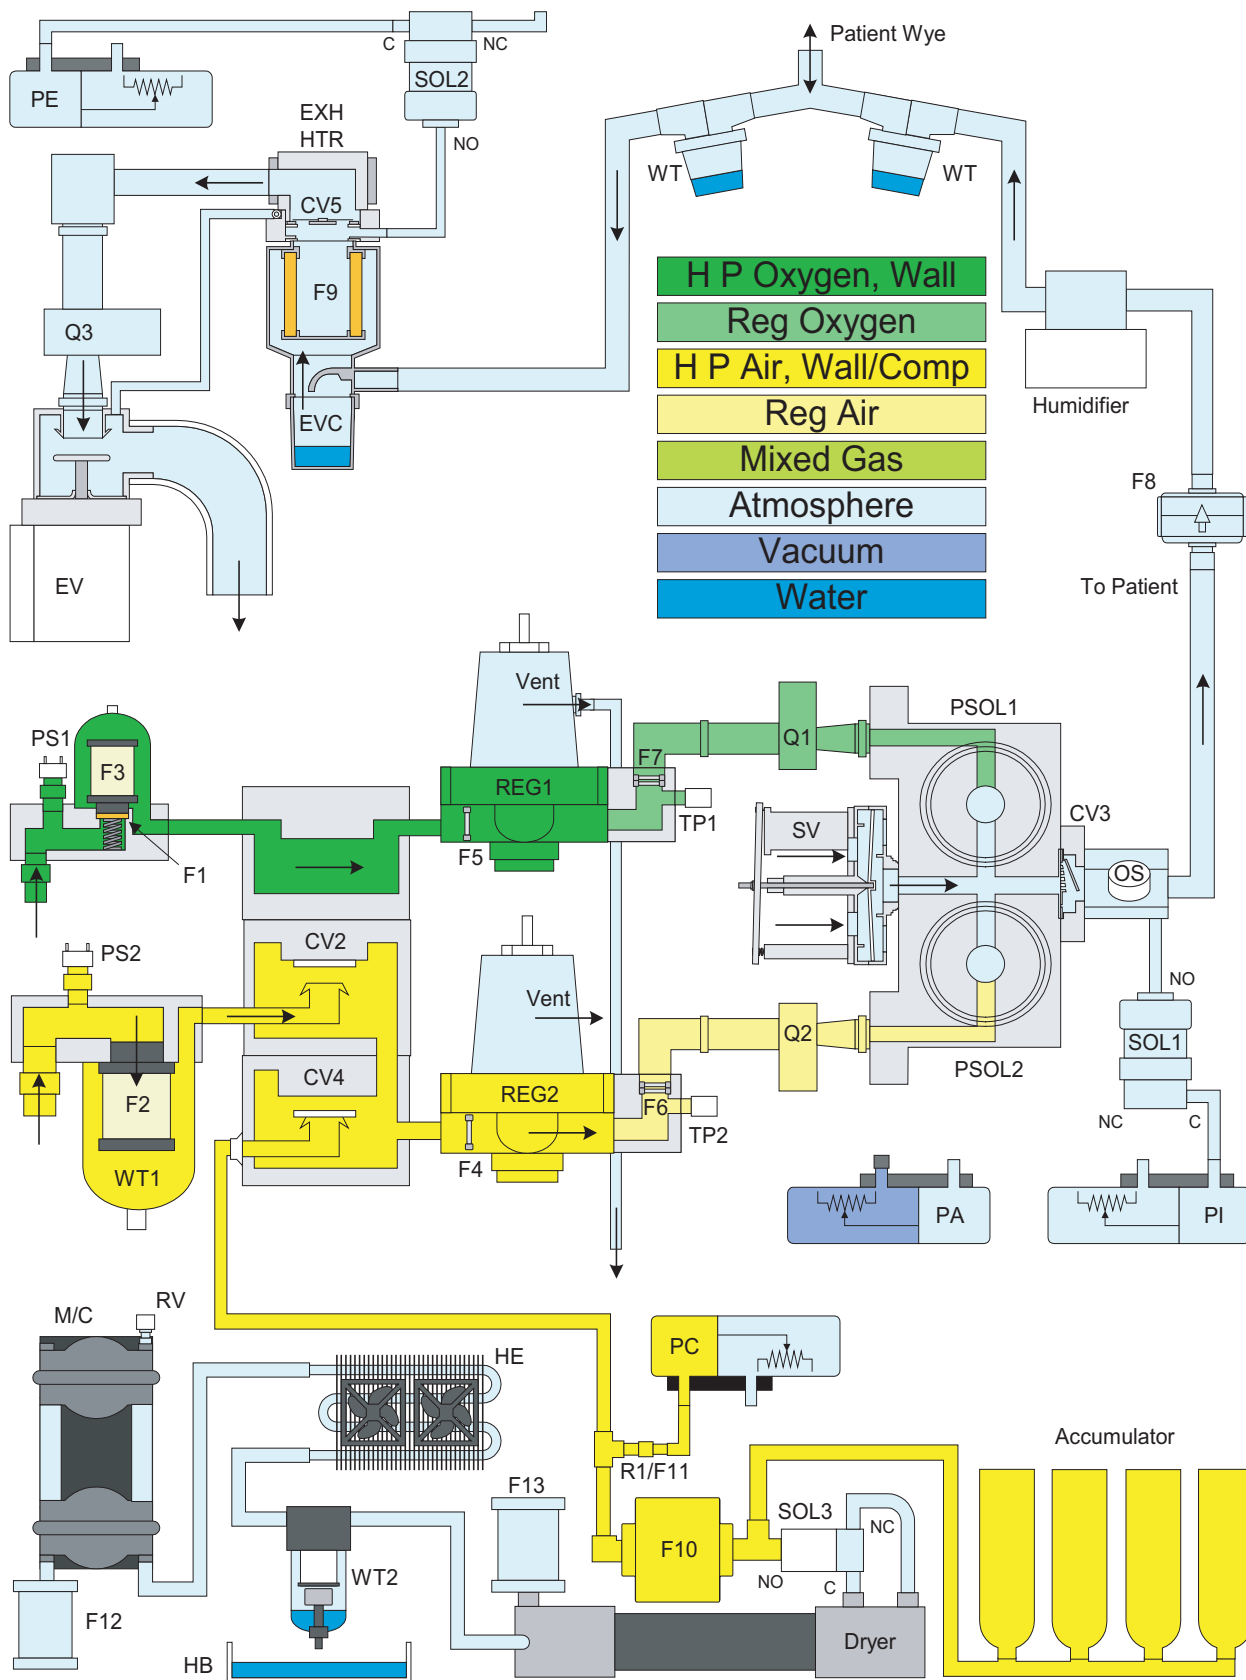 Patient Wye
C
NC
SOL2
PE
EXH
HTR
NO
WT
WT
CV5
H P Oxygen, Wall
F9
Reg Oxygen
Q3
H P Air, Wall/Comp
Reg Air
Humidifier
EVC
Mixed Gas
F8
Atmosphere
Vacuum
EV
To Patient
Water
Vent
PSOL1
PS1
Q1
F7
F3
REG1
TP1
SV
CV3
F5
F1
OS
CV2
PS2
Vent
NO
Q2
SOL1
CV4
PSOL2
REG2
F6
F2
NC
C
TP2
F4
WT1
PA
PI
RV
M/C
PC
HE
Accumulator
R1/F11
F13
SOL3
NC
F10
WT2
NO
C
F12
Dryer
HB